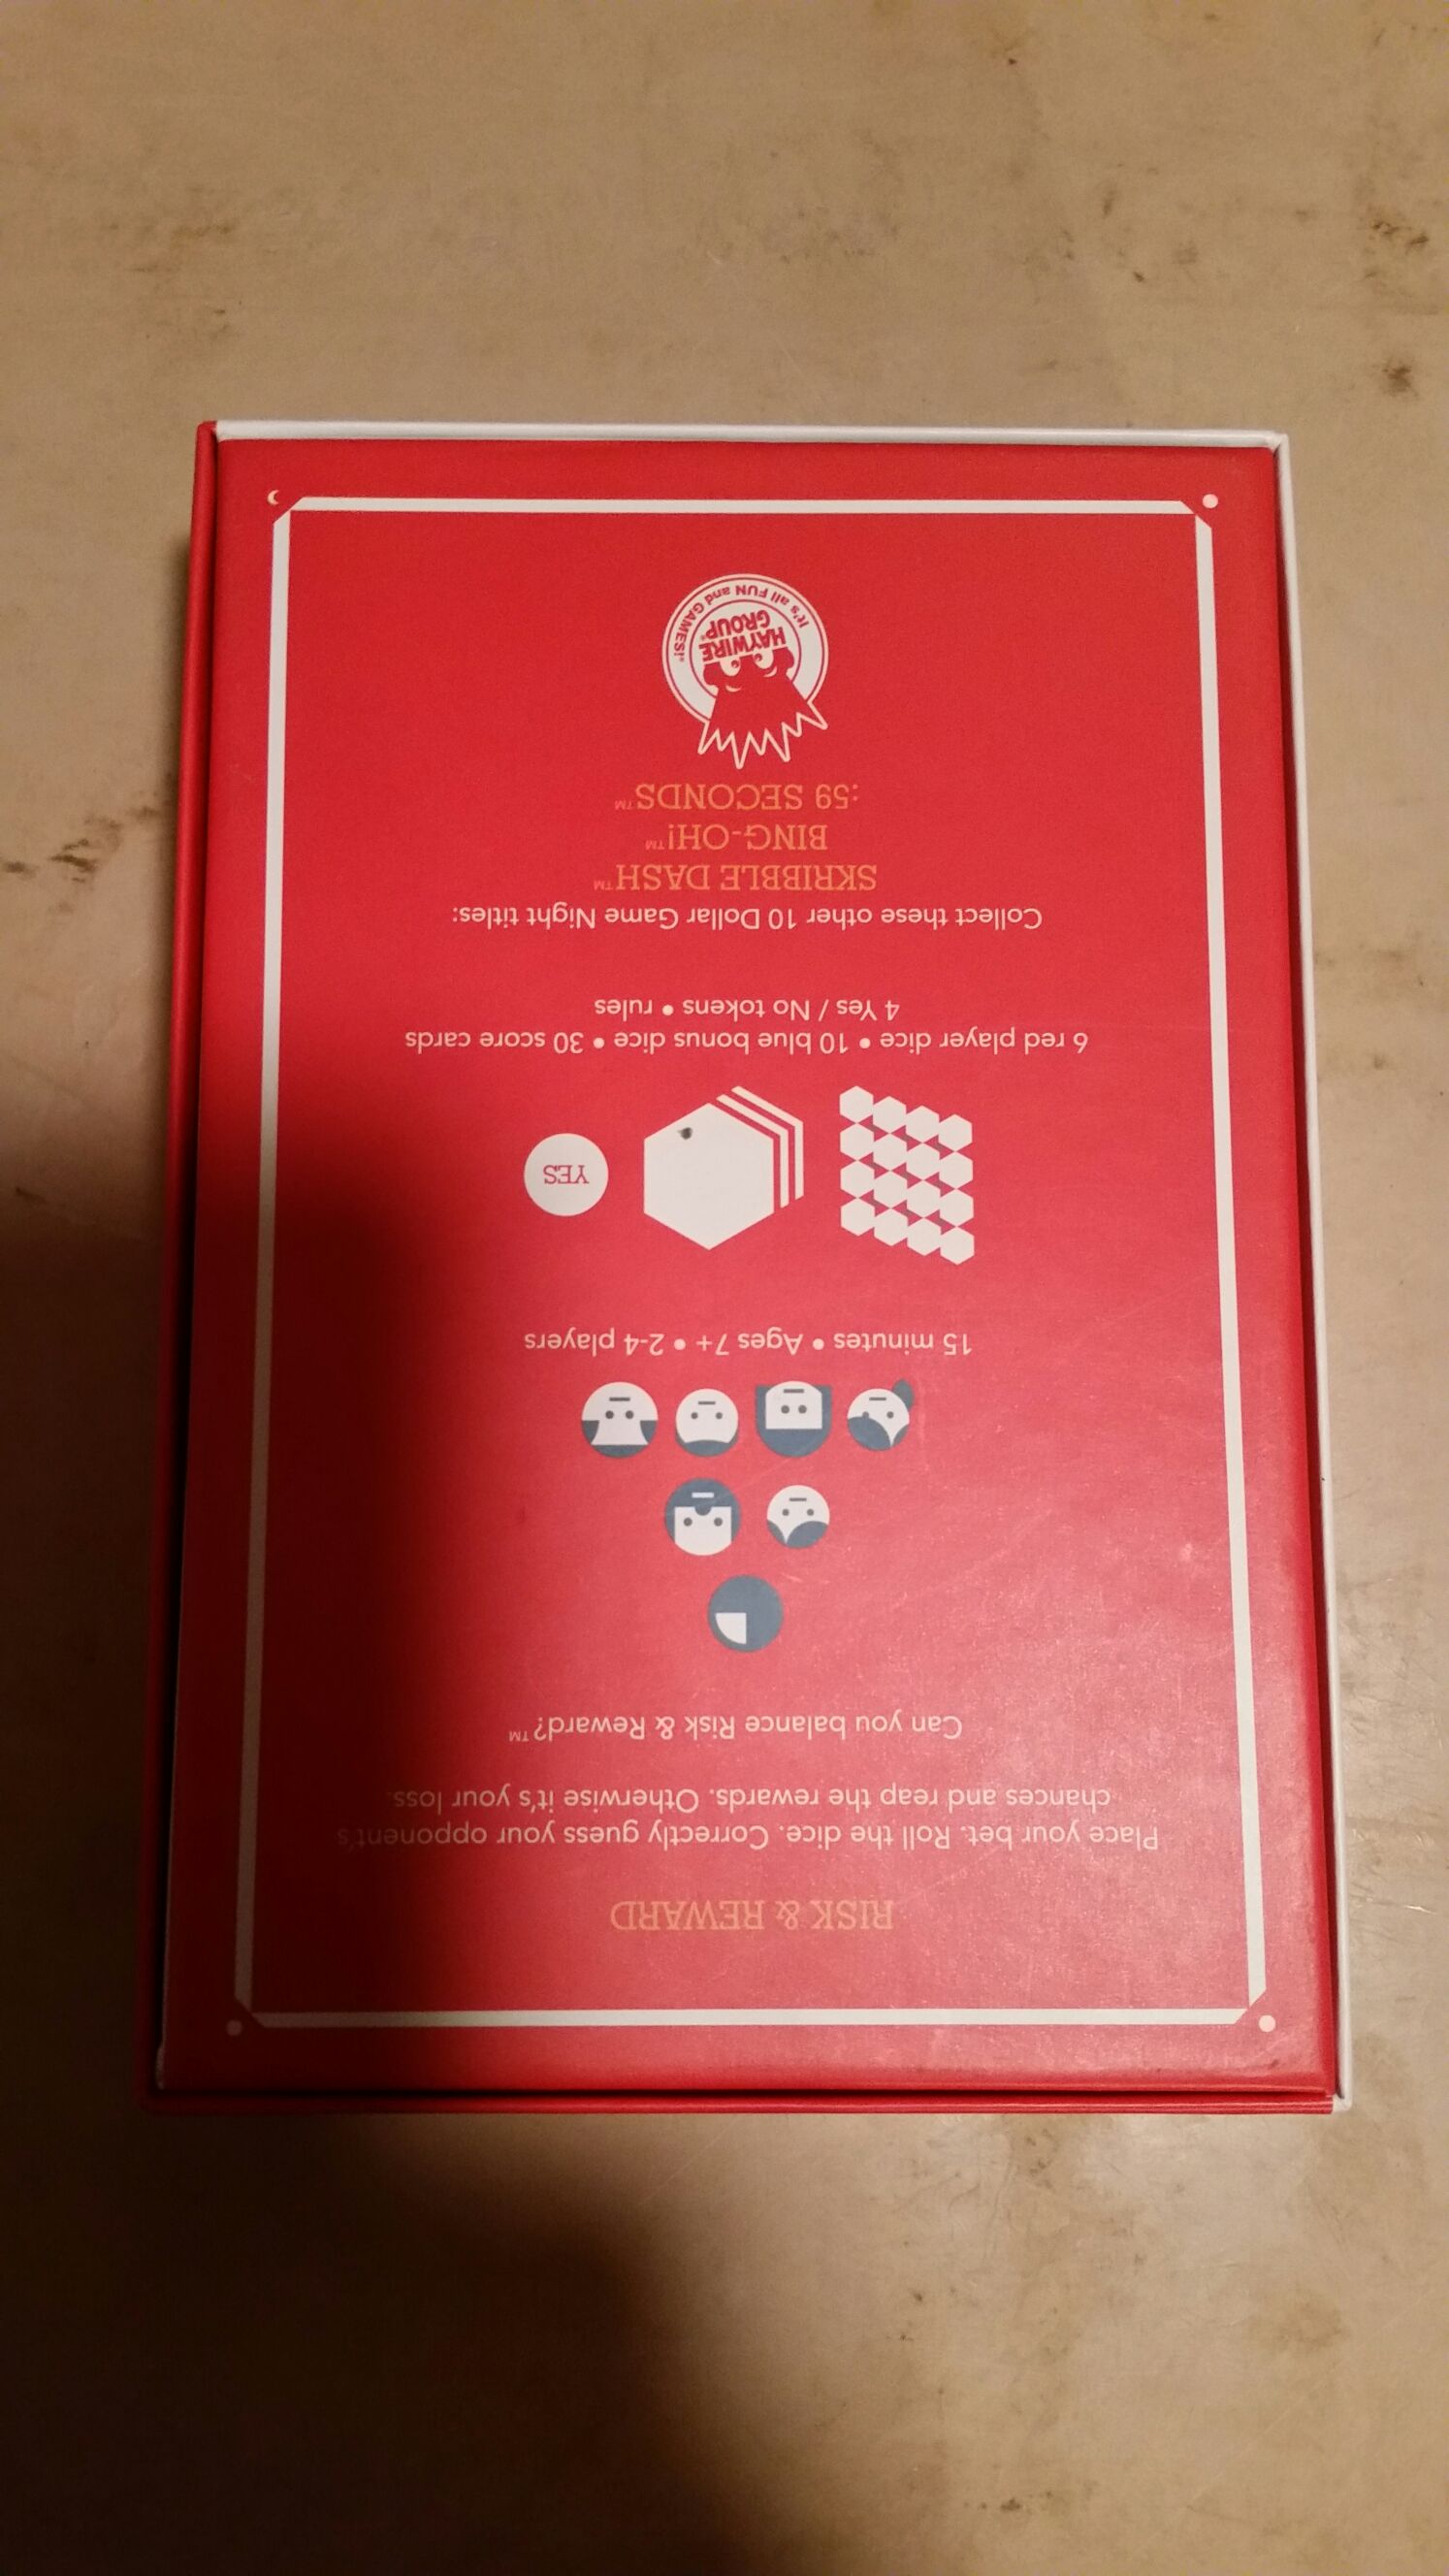 RISK & REWARD
Place your bet. Roll the dice. Correctly guess your opponent's
chances and reap the rewards. Otherwise it's your loss.
Can you balance Risk & Reward?™
15 minutes • Ages 7+ • 2-4 players
YES
6 red player dice • 10 blue bonus dice • 30 score cards
4 Yes / No tokens • rules
Collect these other 10 Dollar Game Night titles:
SKRIBBLE DASH™
BING-OH!™
:59 SECONDS™
HAYWIRE
GROUP®
It's all FUN and GAMES!®